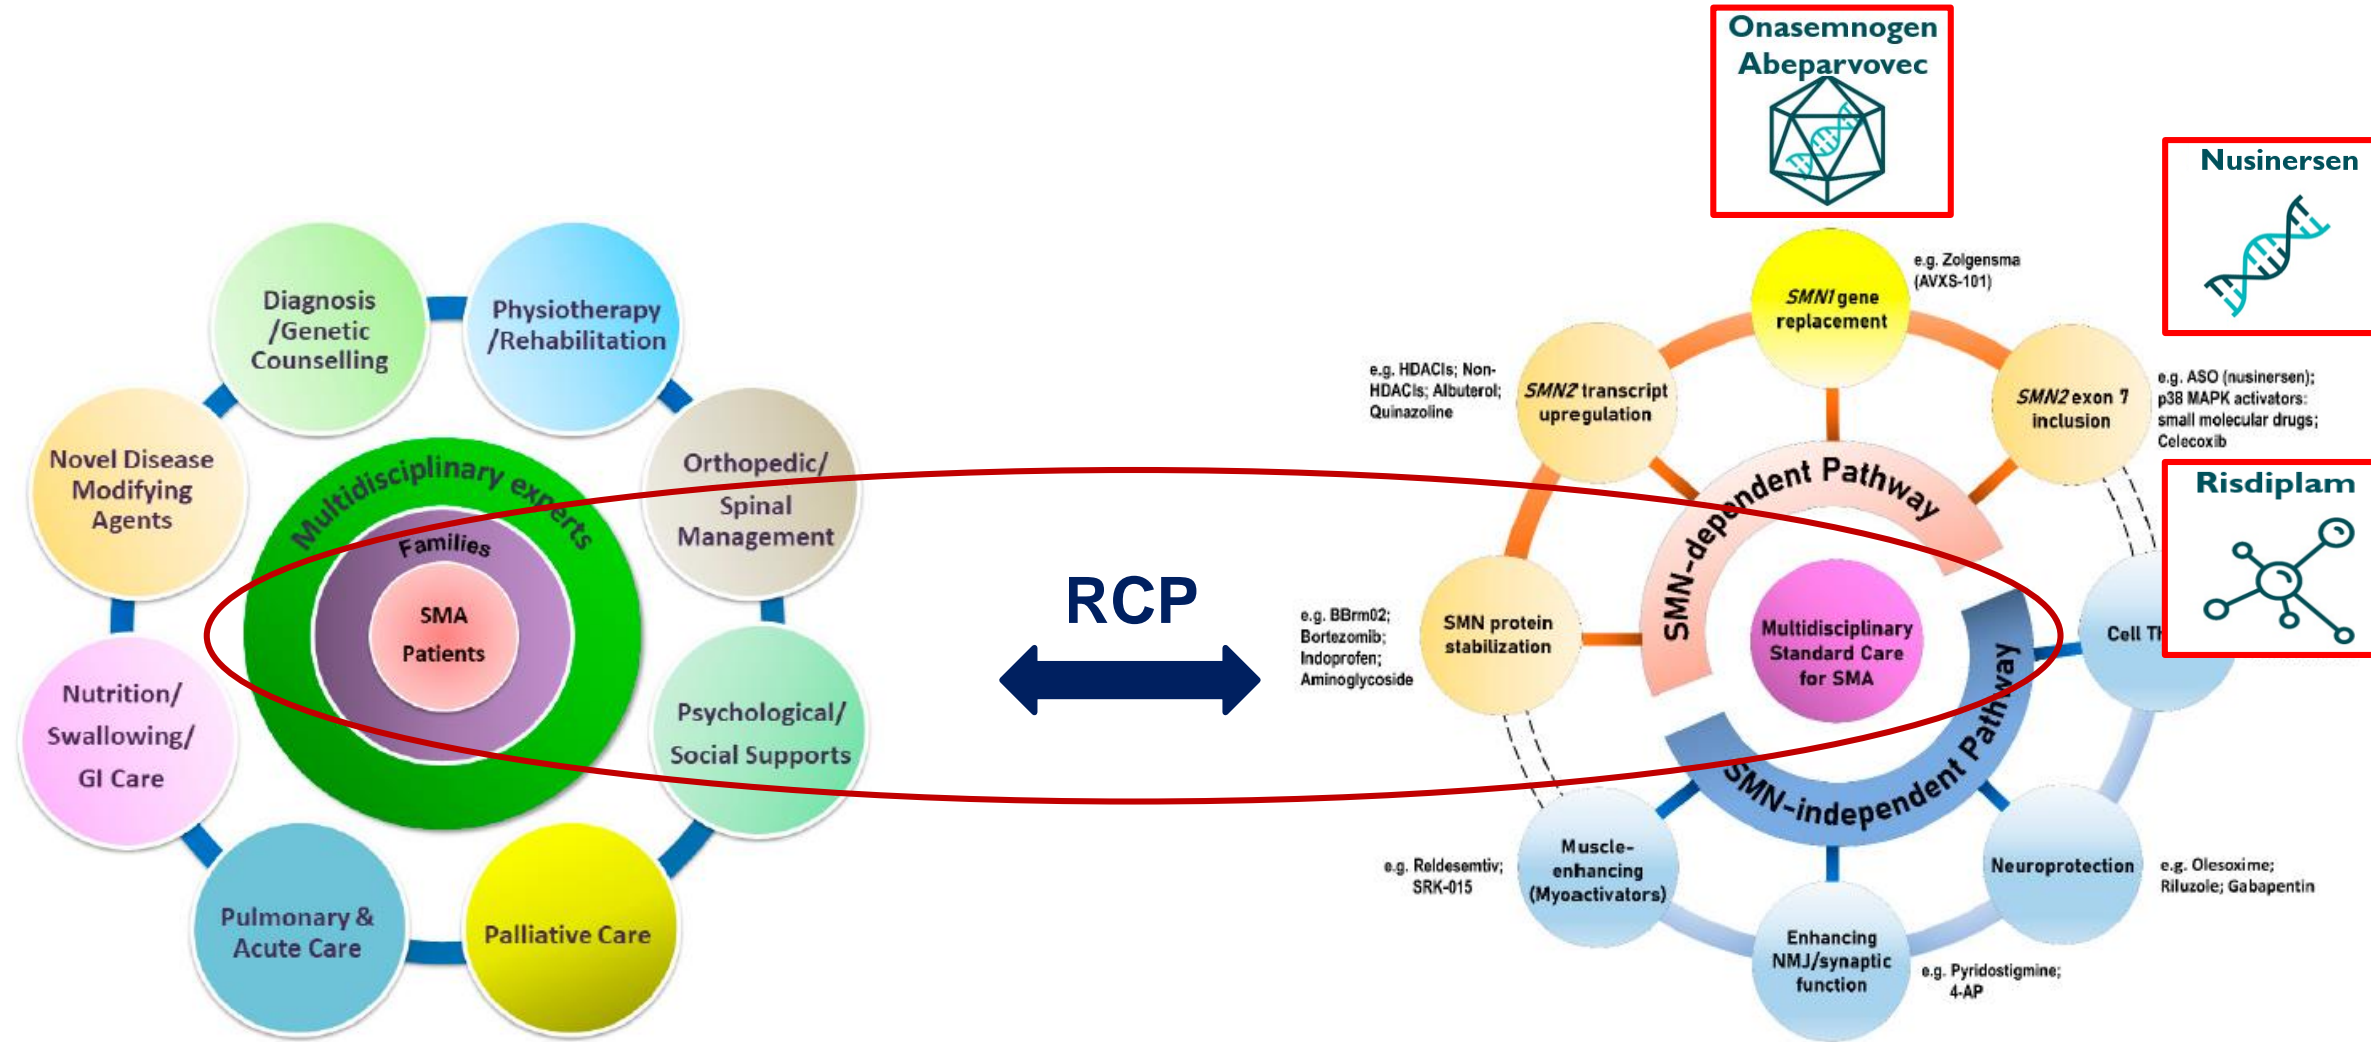 Diagnosis
/Genetic
Counselling
Physiotherapy
/Rehabilitation
Novel Disease
Modifying
Agents
Orthopedic/
Spinal
Management
Multidisciplinary experts
Families
SMA
Patients
Nutrition/
Swallowing/
GI Care
Psychological/
Social Supports
Pulmonary &
Acute Care
Palliative Care
RCP
Onasemnogen
Abeparvovec
Nusinersen
Risdiplam
SMN1 gene
replacement
e.g. Zolgensma
(AVXS-101)
e.g. HDACIs; Non-
HDACIs; Albuterol;
Quinazoline
SMN2 transcript
upregulation
SMN2 exon 7
inclusion
e.g. ASO (nusinersen);
p38 MAPK activators:
small molecular drugs;
Celecoxib
SMN-dependent Pathway
e.g. BBrm02;
Bortezomib;
Indoprofen;
Aminoglycoside
SMN protein
stabilization
Multidisciplinary
Standard Care
for SMA
Cell
SMN-independent Pathway
e.g. Reldesemtiv;
SRK-015
Muscle-
enhancing
(Myoactivators)
Neuroprotection
e.g. Olesoxime;
Riluzole; Gabapentin
Enhancing
NMJ/synaptic
function
e.g. Pyridostigmine;
4-AP